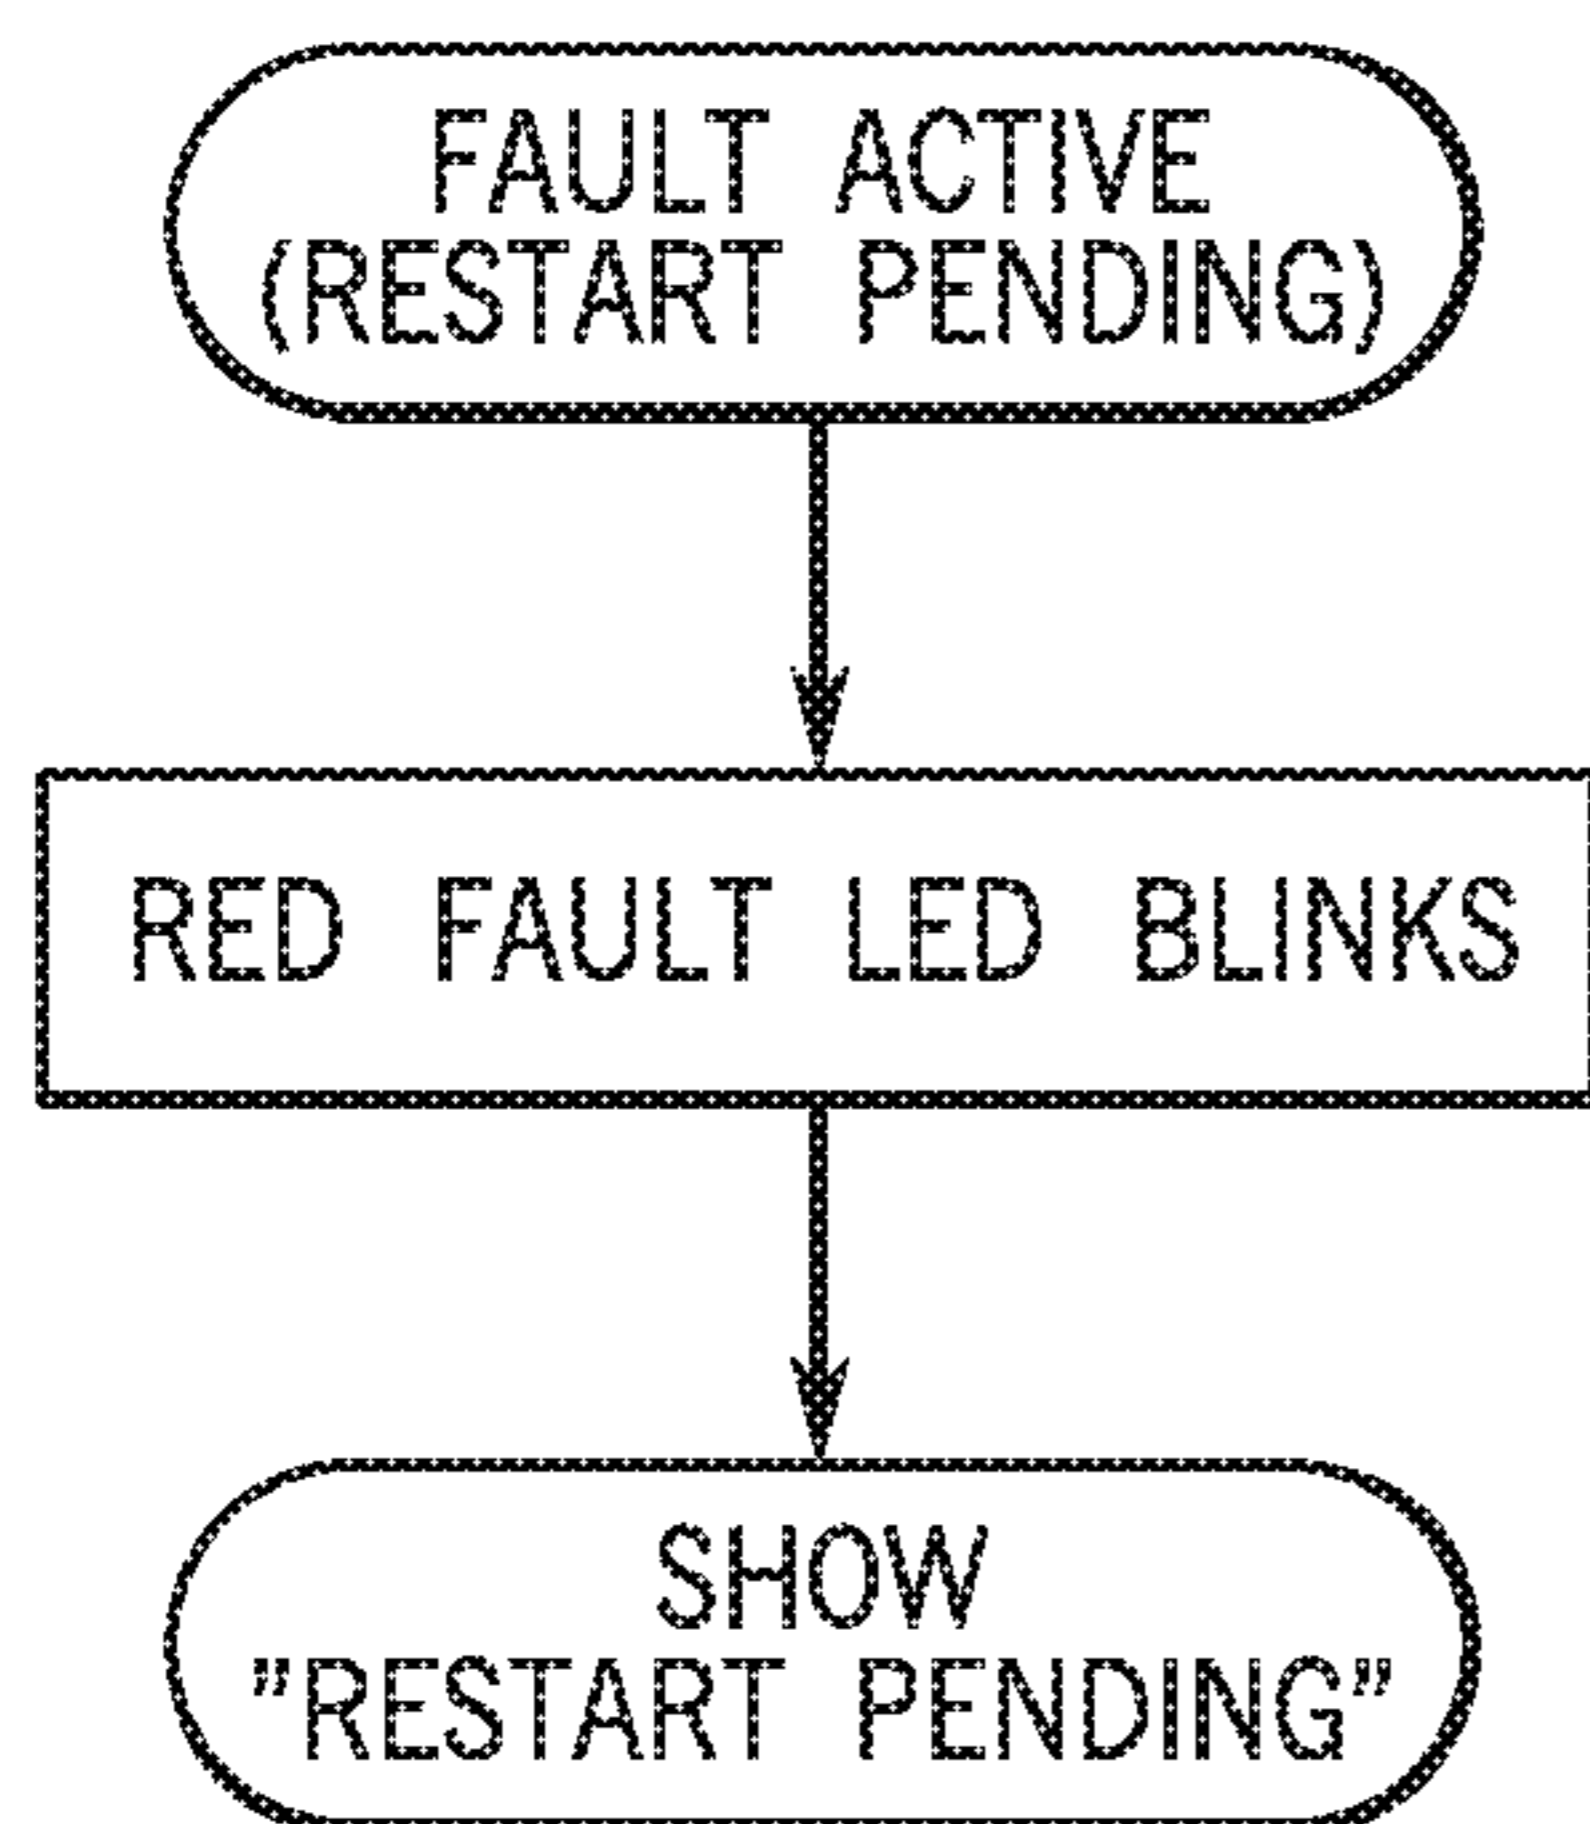 FAULT ACTIVE
(RESTART PENDING)
RED FAULT LED BLINKS
SHOW
"RESTART PENDING"